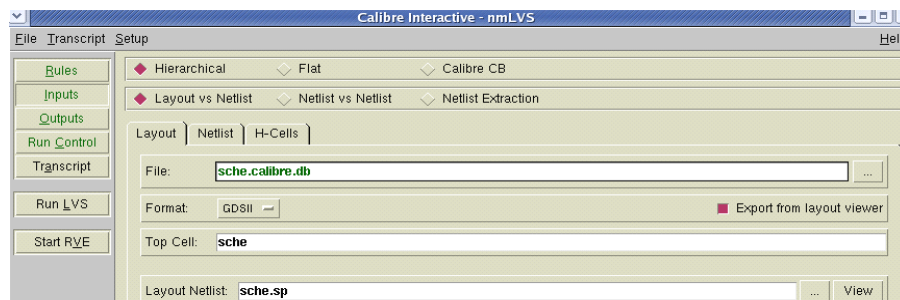 Calibre Interactive - nmLVS
File Transcript Setup Hel
Rules Hierarchical Flat Calibre CB
Inputs Layout vs Netlist Netlist vs Netlist Netlist Extraction
Outputs
Layout Netlist H-Cells
Run Control
Transcript File: sche.calibre.db ...
Run LVS Format: GDSII Export from layout viewer
Start RVE Top Cell: sche
Layout Netlist: sche.sp ... View